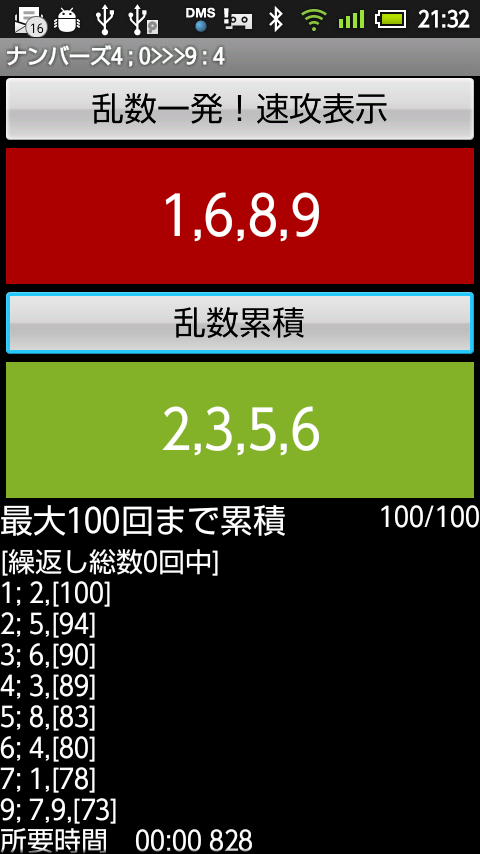 16 DMS 21:32
ナンバーズ4 ; 0>>>9 : 4
乱数一発！速攻表示
1,6,8,9
乱数累積
2,3,5,6
最大100回まで累積 100/100
[繰返し総数0回中]
1; 2,[100]
2; 5,[94]
3; 6,[90]
4; 3,[89]
5; 8,[83]
6; 4,[80]
7; 1,[78]
9; 7,9,[73]
所要時間 00:00 828